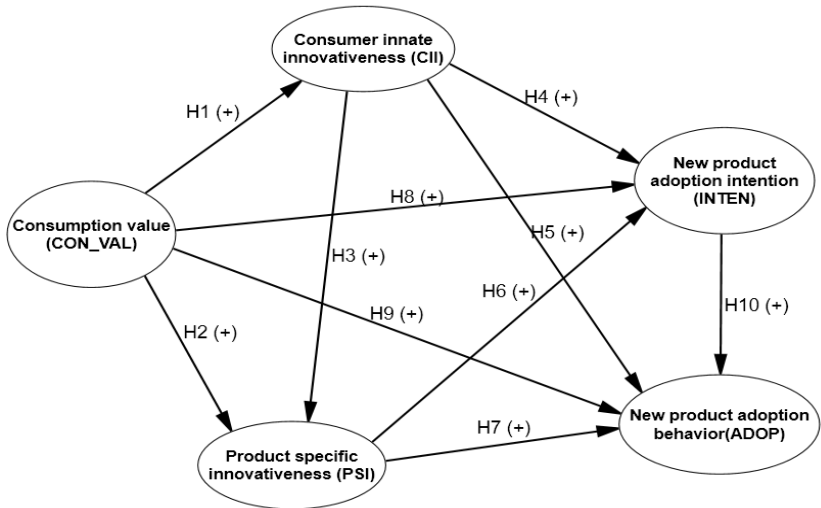 Consumer innate
innovativeness (CII)
H4 (+)
H1 (+)
New product
adoption intention
(INTEN)
H8 (+)
Consumption value
(CON_VAL)
H5 (+)
H3 (+)
H6 (+)
H10 (+)
H9 (+)
H2 (+)
New product adoption
behavior(ADOP)
H7 (+)
Product specific
innovativeness (PSI)